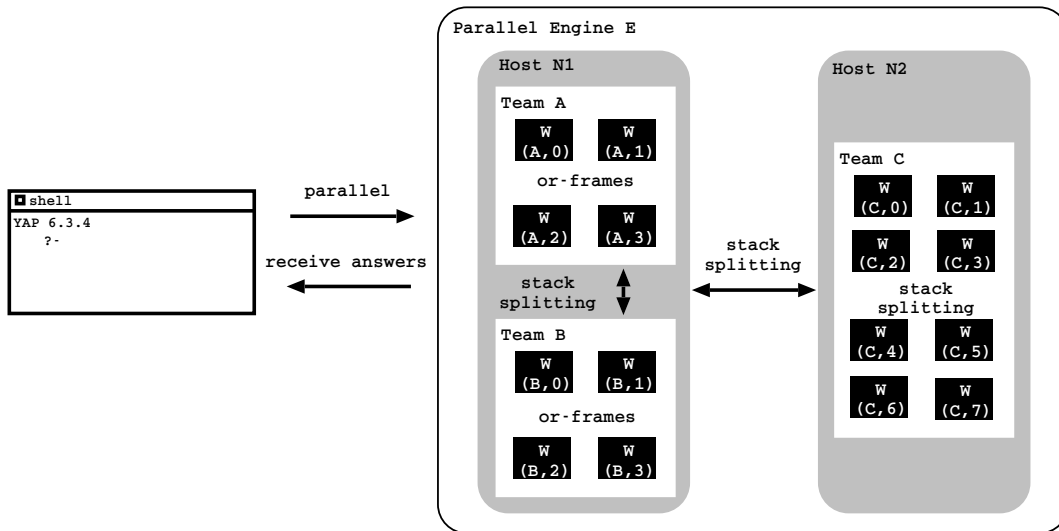 Parallel Engine E
Host N1
Team A
W
(A,0)
W
(A,1)
or-frames
W
(A,2)
W
(A,3)
stack
splitting
Team B
W
(B,0)
W
(B,1)
or-frames
W
(B,2)
W
(B,3)
Host N2
Team C
W
(C,0)
W
(C,1)
W
(C,2)
W
(C,3)
stack
splitting
W
(C,4)
W
(C,5)
W
(C,6)
W
(C,7)
stack
splitting
parallel
receive answers
shell
YAP 6.3.4
?-